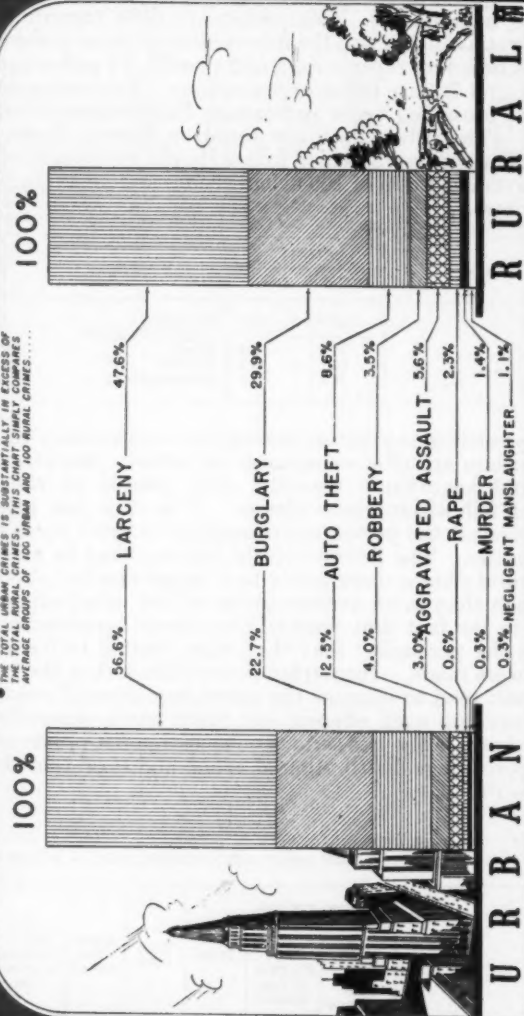 THE TOTAL URBAN CRIMES IS SUBSTANTIALLY IN EXCESS OF
THE TOTAL RURAL CRIMES. THIS CHART SIMPLY COMPARES
AVERAGE GROUPS OF 100 URBAN AND 100 RURAL CRIMES....
100% 100%
56.6% LARCENY 47.6%
22.7% BURGLARY 29.9%
12.5% AUTO THEFT 8.6%
4.0% ROBBERY 3.5%
3.0% AGGRAVATED ASSAULT 5.6%
0.6% RAPE 2.3%
0.3% MURDER 1.4%
0.3% NEGLIGENT MANSLAUGHTER 1.1%
URBAN RURAL